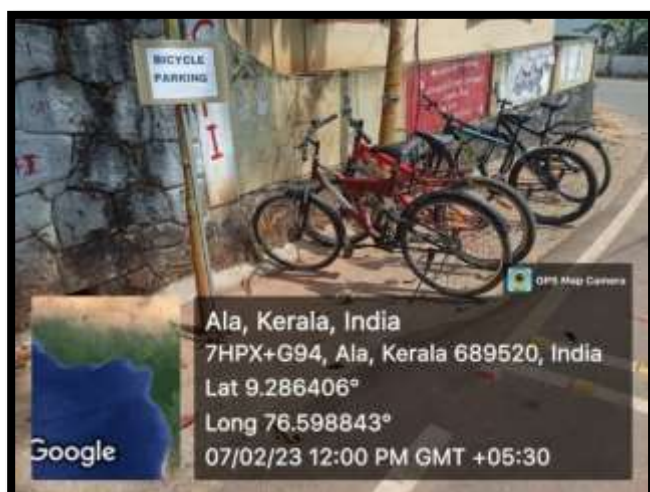 BICYCLE
PARKING
GPS Map Camera
Ala, Kerala, India
7HPX+G94, Ala, Kerala 689520, India
Lat 9.286406°
Long 76.598843°
Google
07/02/23 12:00 PM GMT +05:30